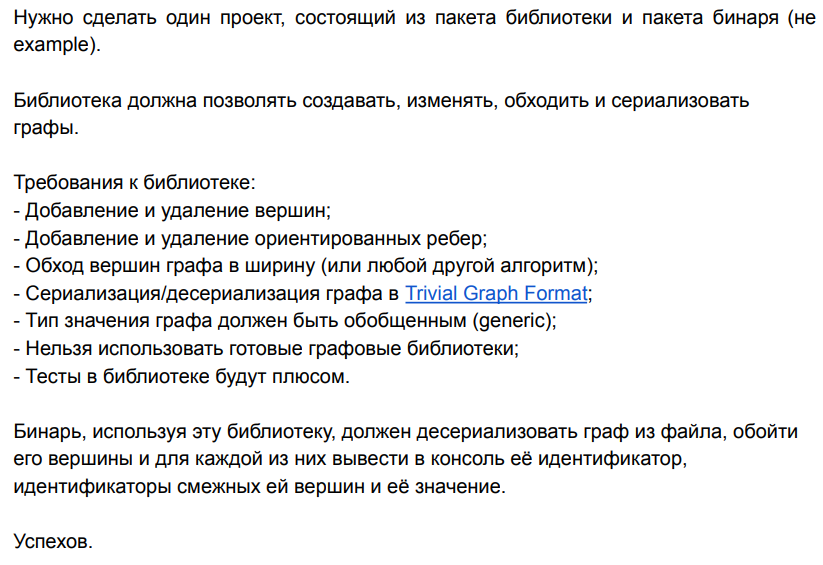 Нужно сделать один проект, состоящий из пакета библиотеки и пакета бинаря (не
example).
Библиотека должна позволять создавать, изменять, обходить и сериализовать
графы.
Требования к библиотеке:
- Добавление и удаление вершин;
- Добавление и удаление ориентированных ребер;
- Обход вершин графа в ширину (или любой другой алгоритм);
- Сериализация/десериализация графа в Trivial Graph Format;
- Тип значения графа должен быть обобщенным (generic);
- Нельзя использовать готовые графовые библиотеки;
- Тесты в библиотеке будут плюсом.
Бинарь, используя эту библиотеку, должен десериализовать граф из файла, обойти
его вершины и для каждой из них вывести в консоль её идентификатор,
идентификаторы смежных ей вершин и её значение.
Успехов.